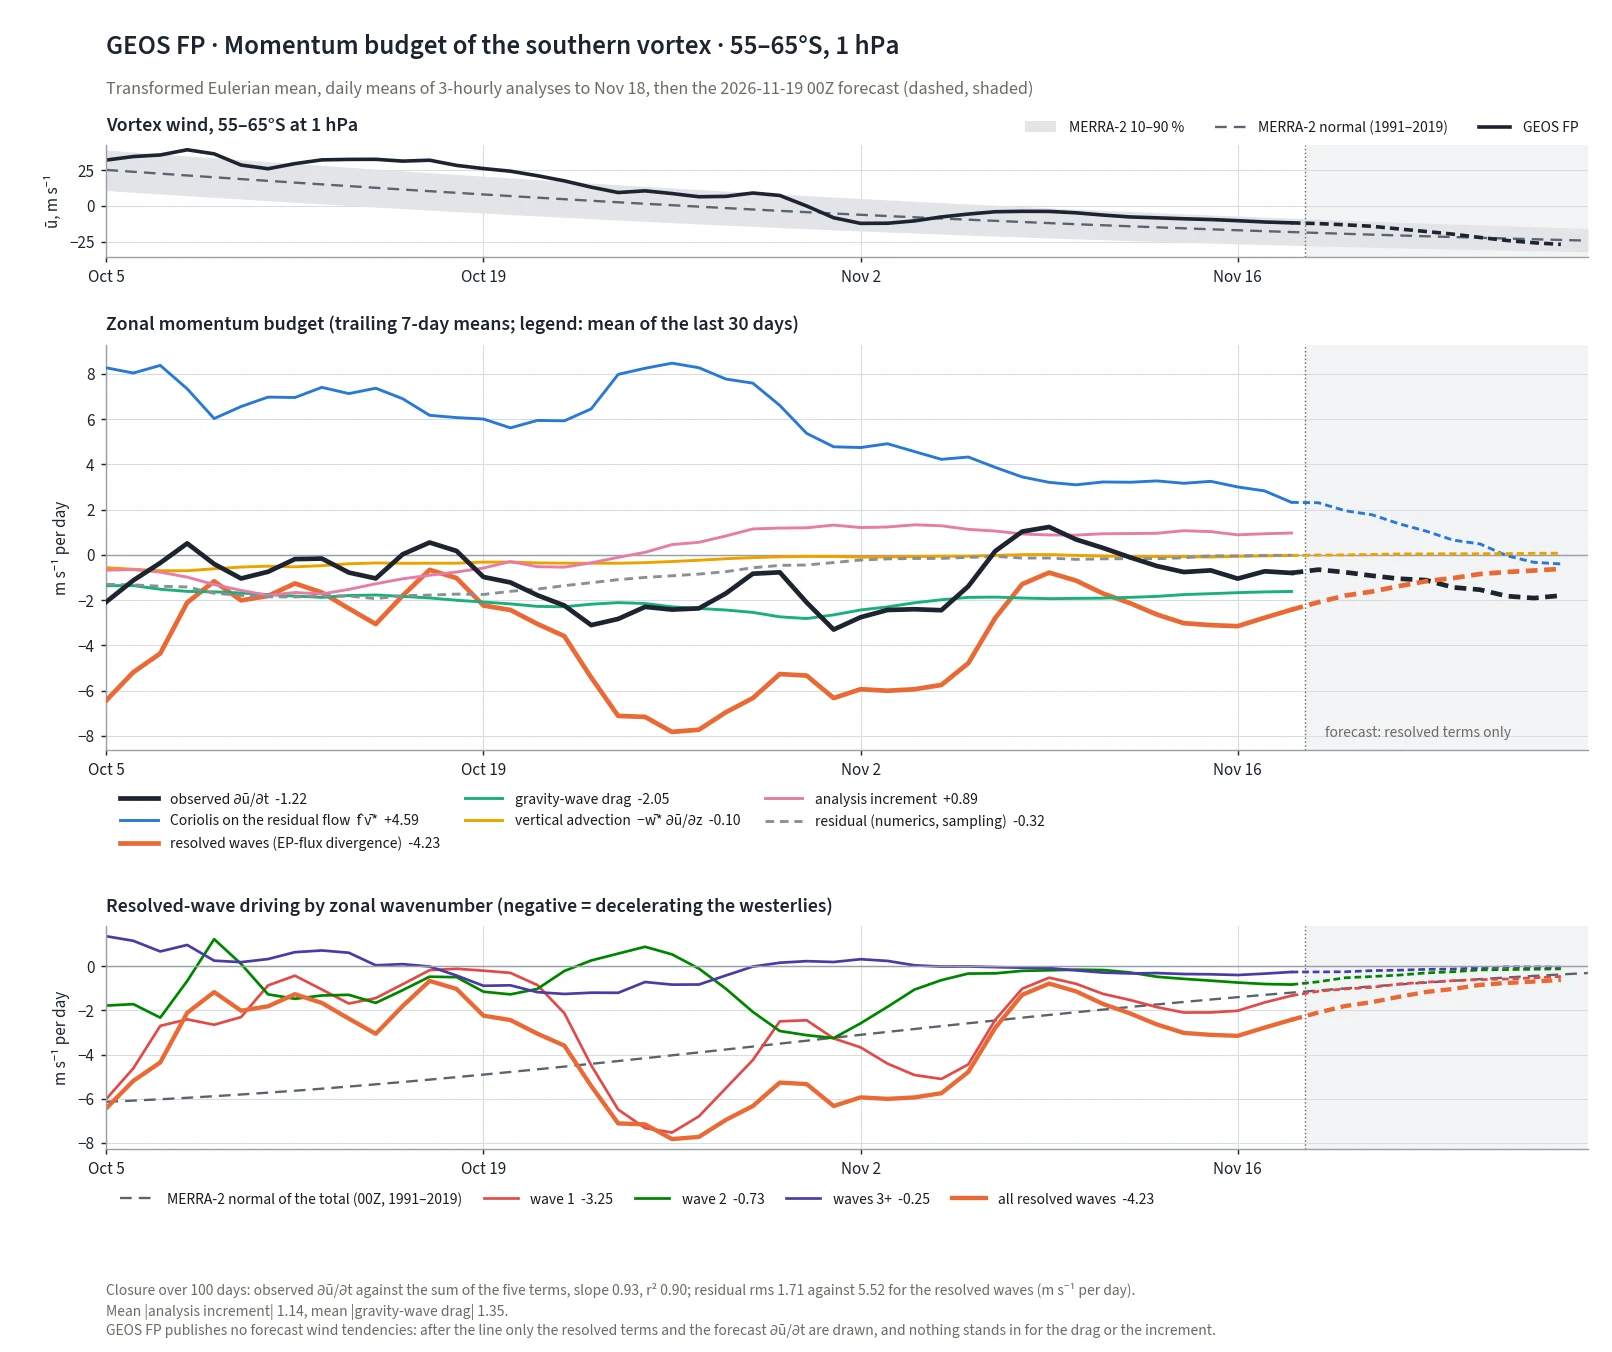 GEOS FP · Momentum budget of the southern vortex · 55–65°S, 1 hPa
Transformed Eulerian mean, daily means of 3-hourly analyses to Nov 18, then the 2026-11-19 00Z forecast (dashed, shaded)
Vortex wind, 55–65°S at 1 hPa
MERRA-2 10–90 %
MERRA-2 normal (1991–2019)
GEOS FP
ū, m s⁻¹
25
0
−25
Oct 5
Oct 19
Nov 2
Nov 16
Zonal momentum budget (trailing 7-day means; legend: mean of the last 30 days)
m s⁻¹ per day
8
6
4
2
0
−2
−4
−6
−8
forecast: resolved terms only
Oct 5
Oct 19
Nov 2
Nov 16
observed ∂ū/∂t -1.22
gravity-wave drag -2.05
analysis increment +0.89
Coriolis on the residual flow f v̄* +4.59
vertical advection −w̄* ∂ū/∂z -0.10
residual (numerics, sampling) -0.32
resolved waves (EP-flux divergence) -4.23
Resolved-wave driving by zonal wavenumber (negative = decelerating the westerlies)
m s⁻¹ per day
0
−2
−4
−6
−8
Oct 5
Oct 19
Nov 2
Nov 16
MERRA-2 normal of the total (00Z, 1991–2019)
wave 1 -3.25
wave 2 -0.73
waves 3+ -0.25
all resolved waves -4.23
Closure over 100 days: observed ∂ū/∂t against the sum of the five terms, slope 0.93, r² 0.90; residual rms 1.71 against 5.52 for the resolved waves (m s⁻¹ per day).
Mean |analysis increment| 1.14, mean |gravity-wave drag| 1.35.
GEOS FP publishes no forecast wind tendencies: after the line only the resolved terms and the forecast ∂ū/∂t are drawn, and nothing stands in for the drag or the increment.